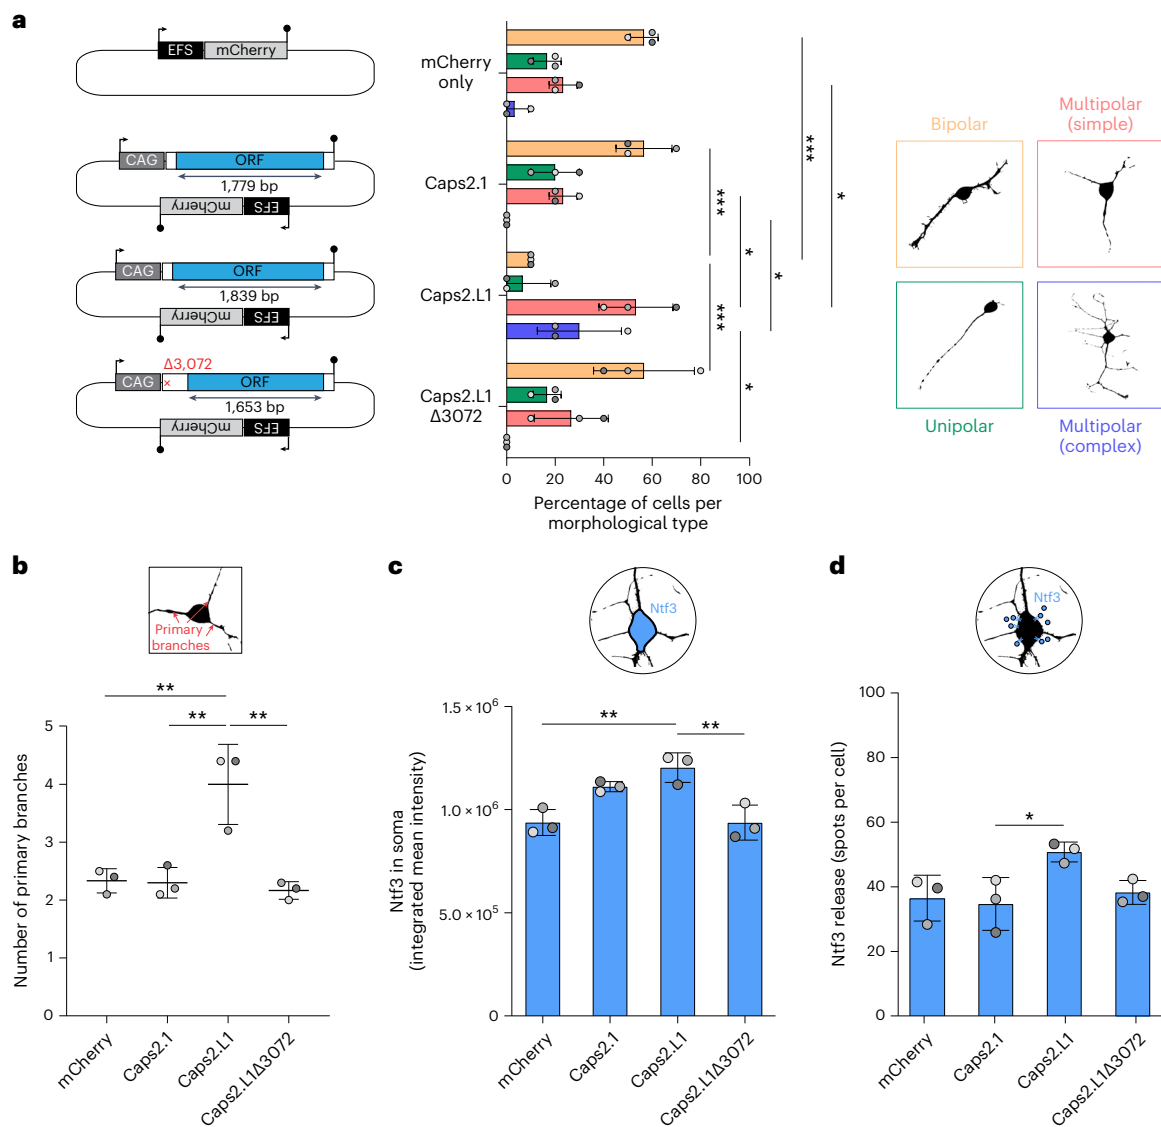 a
EFS
mCherry
CAG
ORF
1,779 bp
mCherry
EFS
CAG
ORF
1,839 bp
mCherry
EFS
Δ3,072
×
CAG
ORF
1,653 bp
mCherry
EFS
mCherry
only
Caps2.1
Caps2.L1
Caps2.L1
Δ3072
***
*
***
*
*
***
*
0
20
40
60
80
100
Percentage of cells per
morphological type
Bipolar
Multipolar
(simple)
Unipolar
Multipolar
(complex)
b
Primary
branches
**
**
**
5
4
3
2
1
0
Number of primary branches
mCherry
Caps2.1
Caps2.L1
Caps2.L1Δ3072
c
Ntf3
**
**
1.5 × 10⁶
1.0 × 10⁶
5.0 × 10⁵
0
Ntf3 in soma
(integrated mean intensity)
mCherry
Caps2.1
Caps2.L1
Caps2.L1Δ3072
d
Ntf3
*
100
80
60
40
20
0
Ntf3 release (spots per cell)
mCherry
Caps2.1
Caps2.L1
Caps2.L1Δ3072